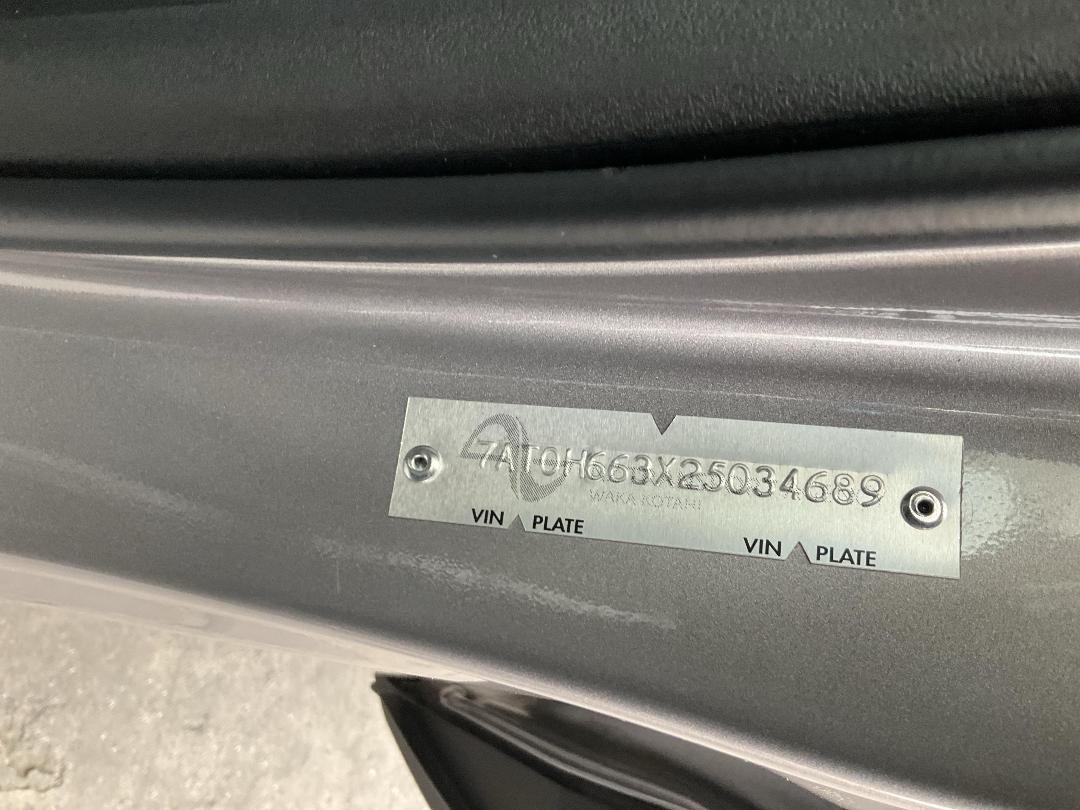 7AT0H663X25034689
WAKA KOTAHI
VIN PLATE
VIN PLATE